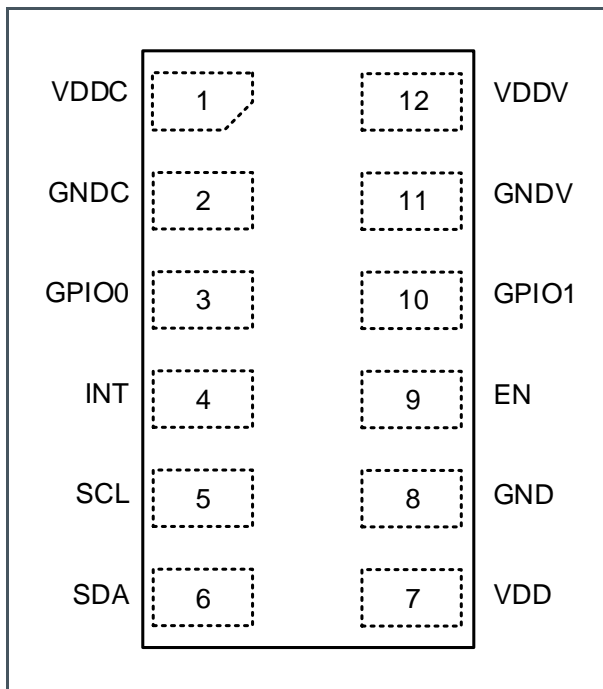 VDDC 1 12 VDDV
GNDC 2 11 GNDV
GPIO0 3 10 GPIO1
INT 4 9 EN
SCL 5 8 GND
SDA 6 7 VDD